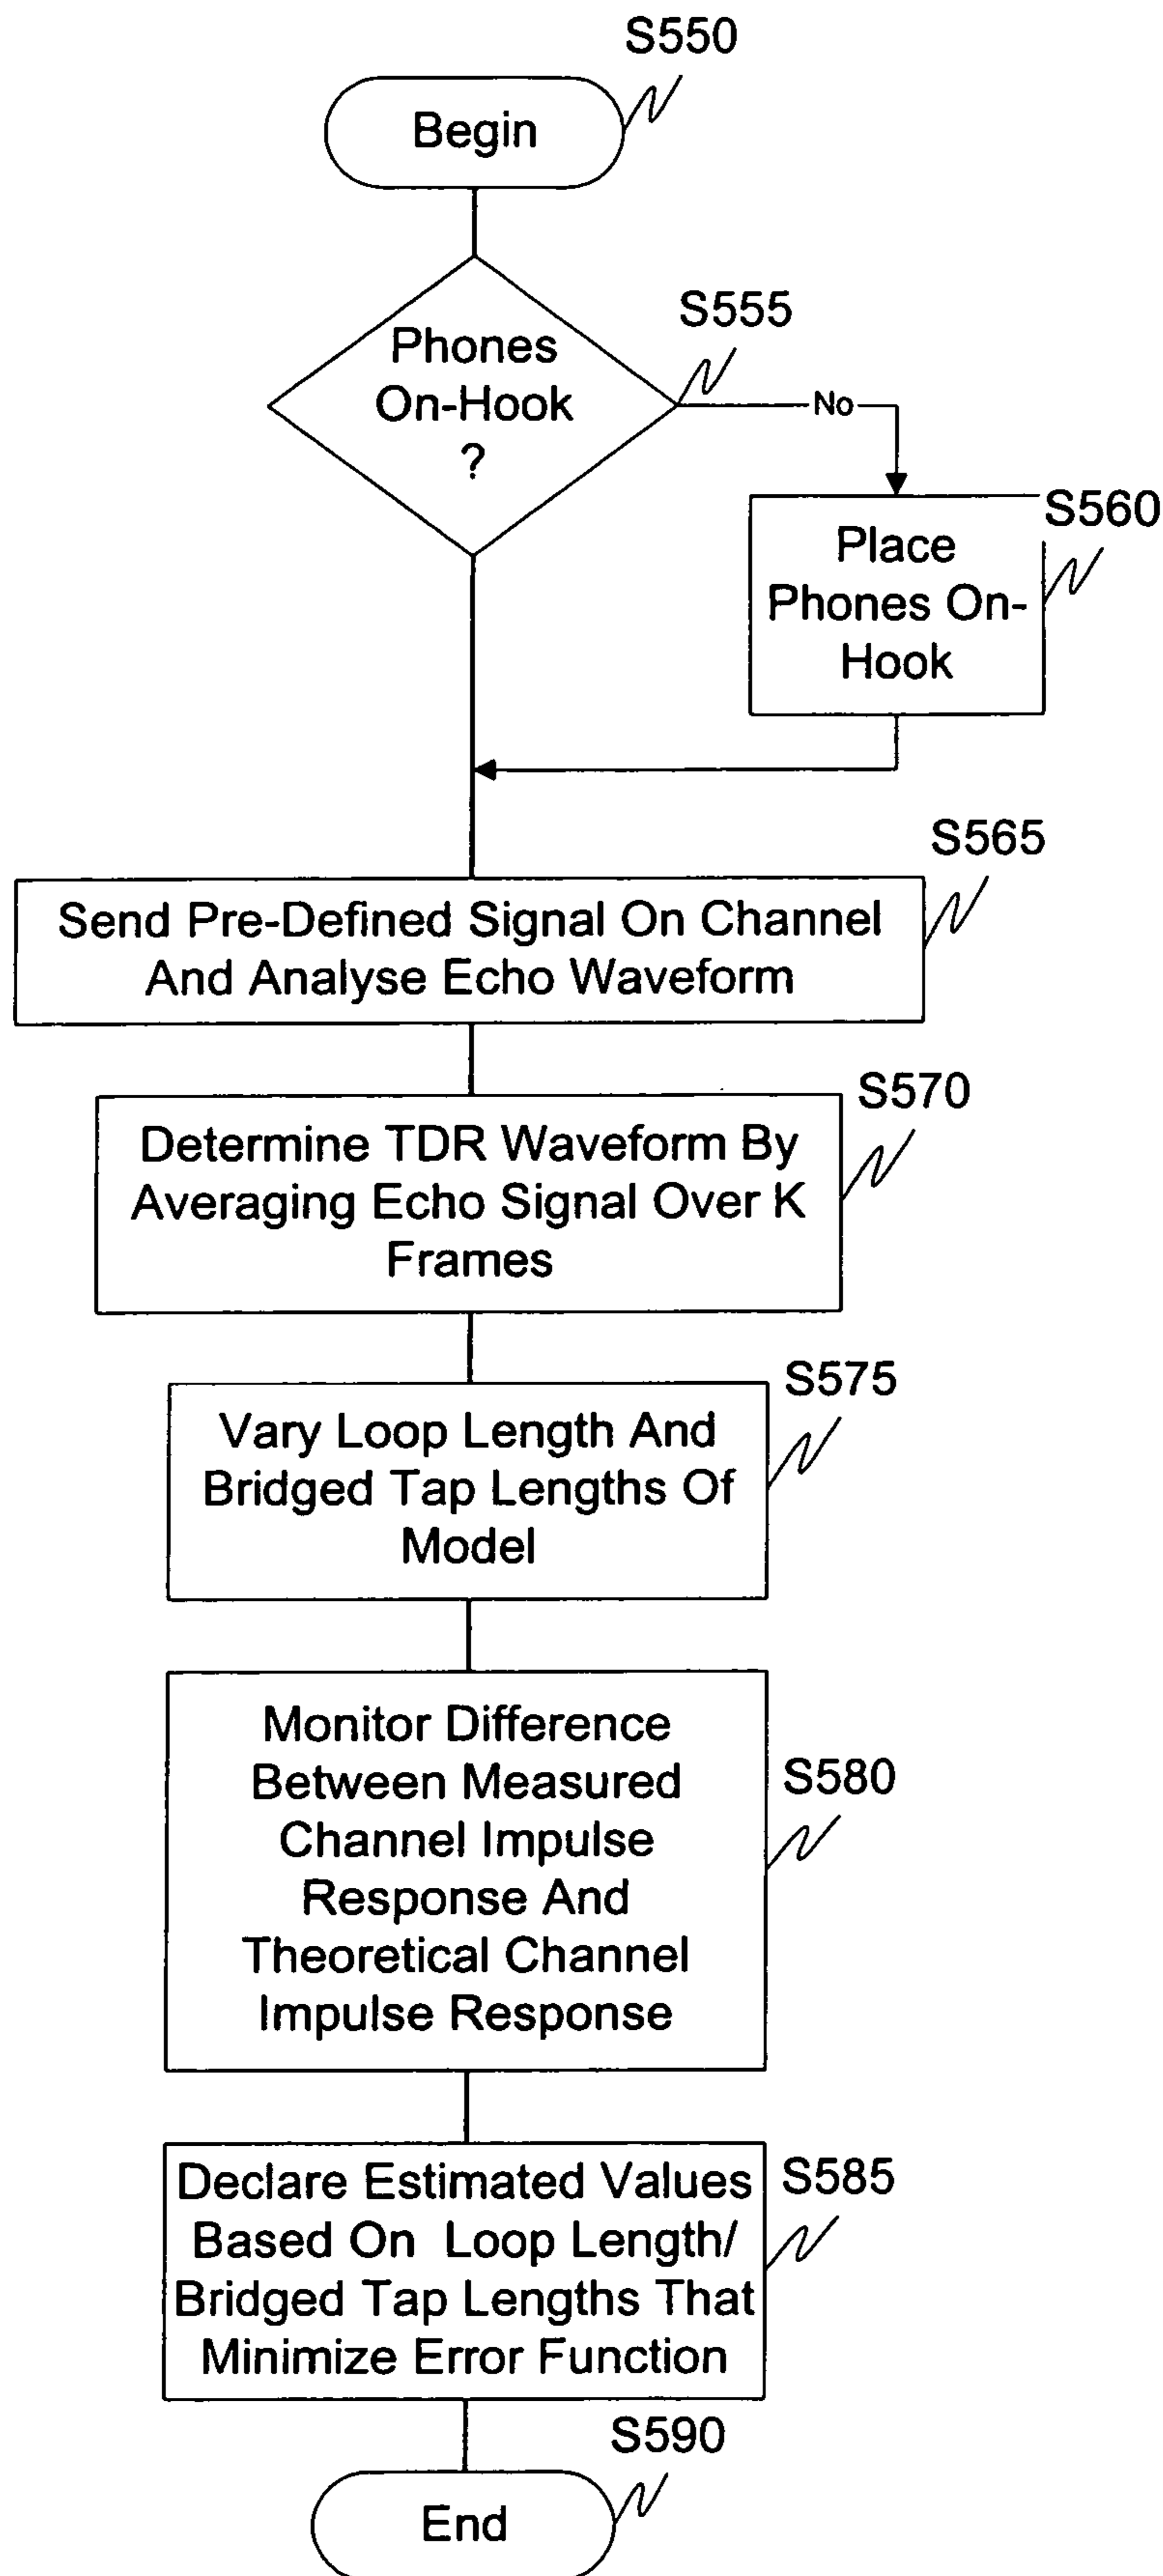 S550
Begin
S555
Phones
On-Hook
?
No
S560
Place
Phones On-
Hook
S565
Send Pre-Defined Signal On Channel
And Analyse Echo Waveform
S570
Determine TDR Waveform By
Averaging Echo Signal Over K
Frames
S575
Vary Loop Length And
Bridged Tap Lengths Of
Model
S580
Monitor Difference
Between Measured
Channel Impulse
Response And
Theoretical Channel
Impulse Response
S585
Declare Estimated Values
Based On Loop Length/
Bridged Tap Lengths That
Minimize Error Function
S590
End